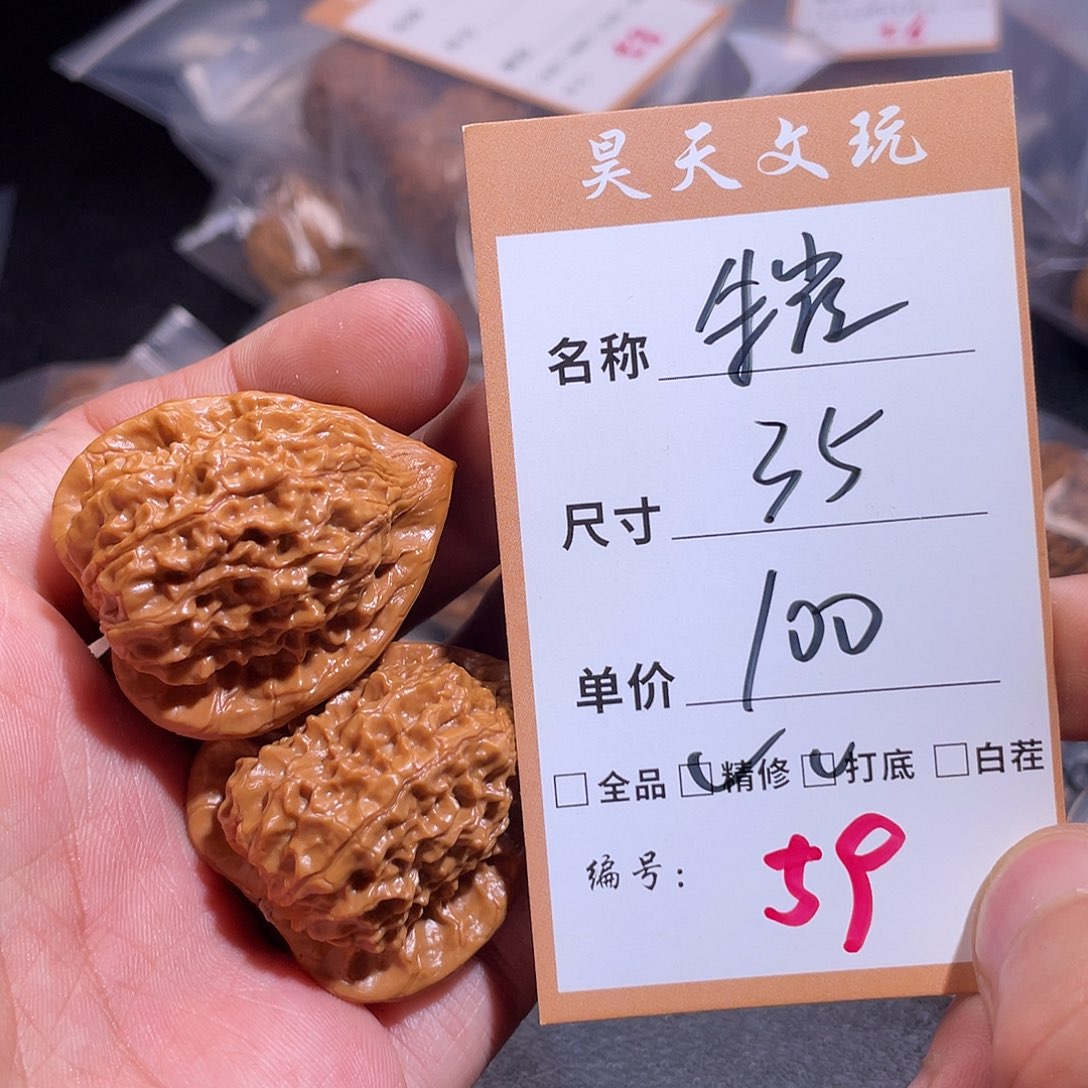 昊天文玩
名称
尺寸 35
单价 100
全品 精修 打底 白茬
编号: 59